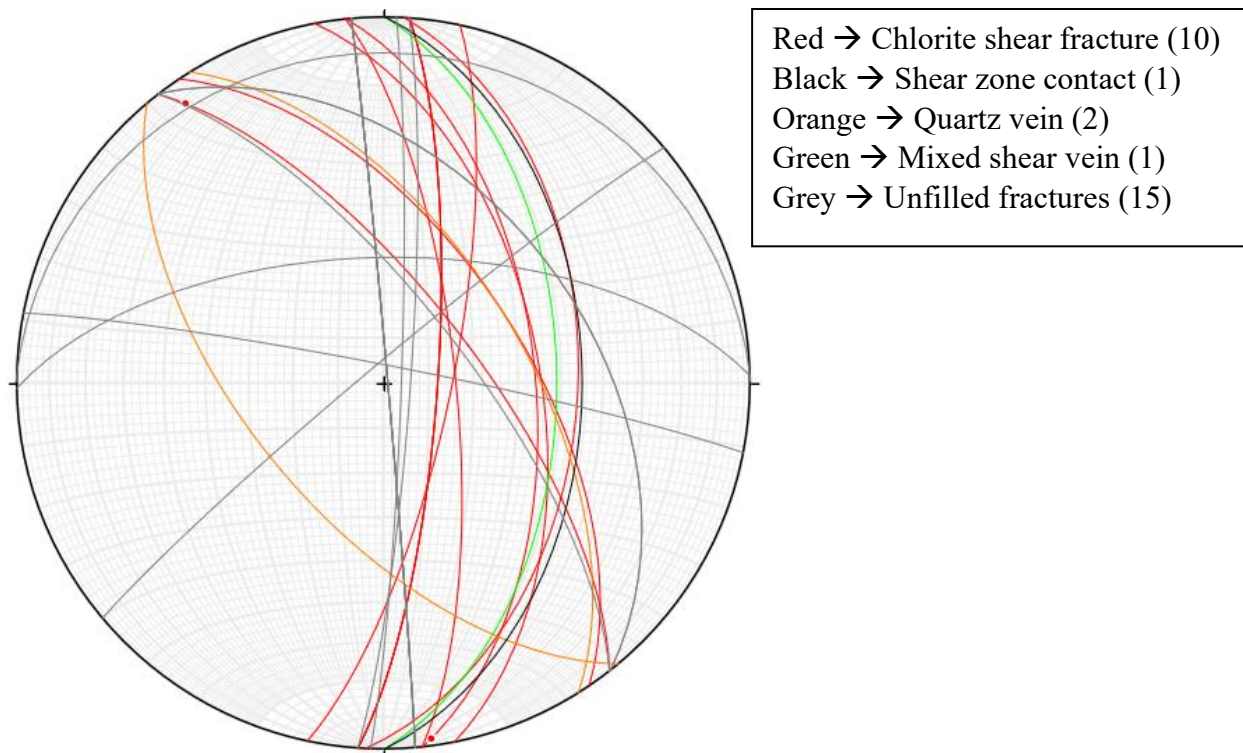 Red → Chlorite shear fracture (10)
Black → Shear zone contact (1)
Orange → Quartz vein (2)
Green → Mixed shear vein (1)
Grey → Unfilled fractures (15)